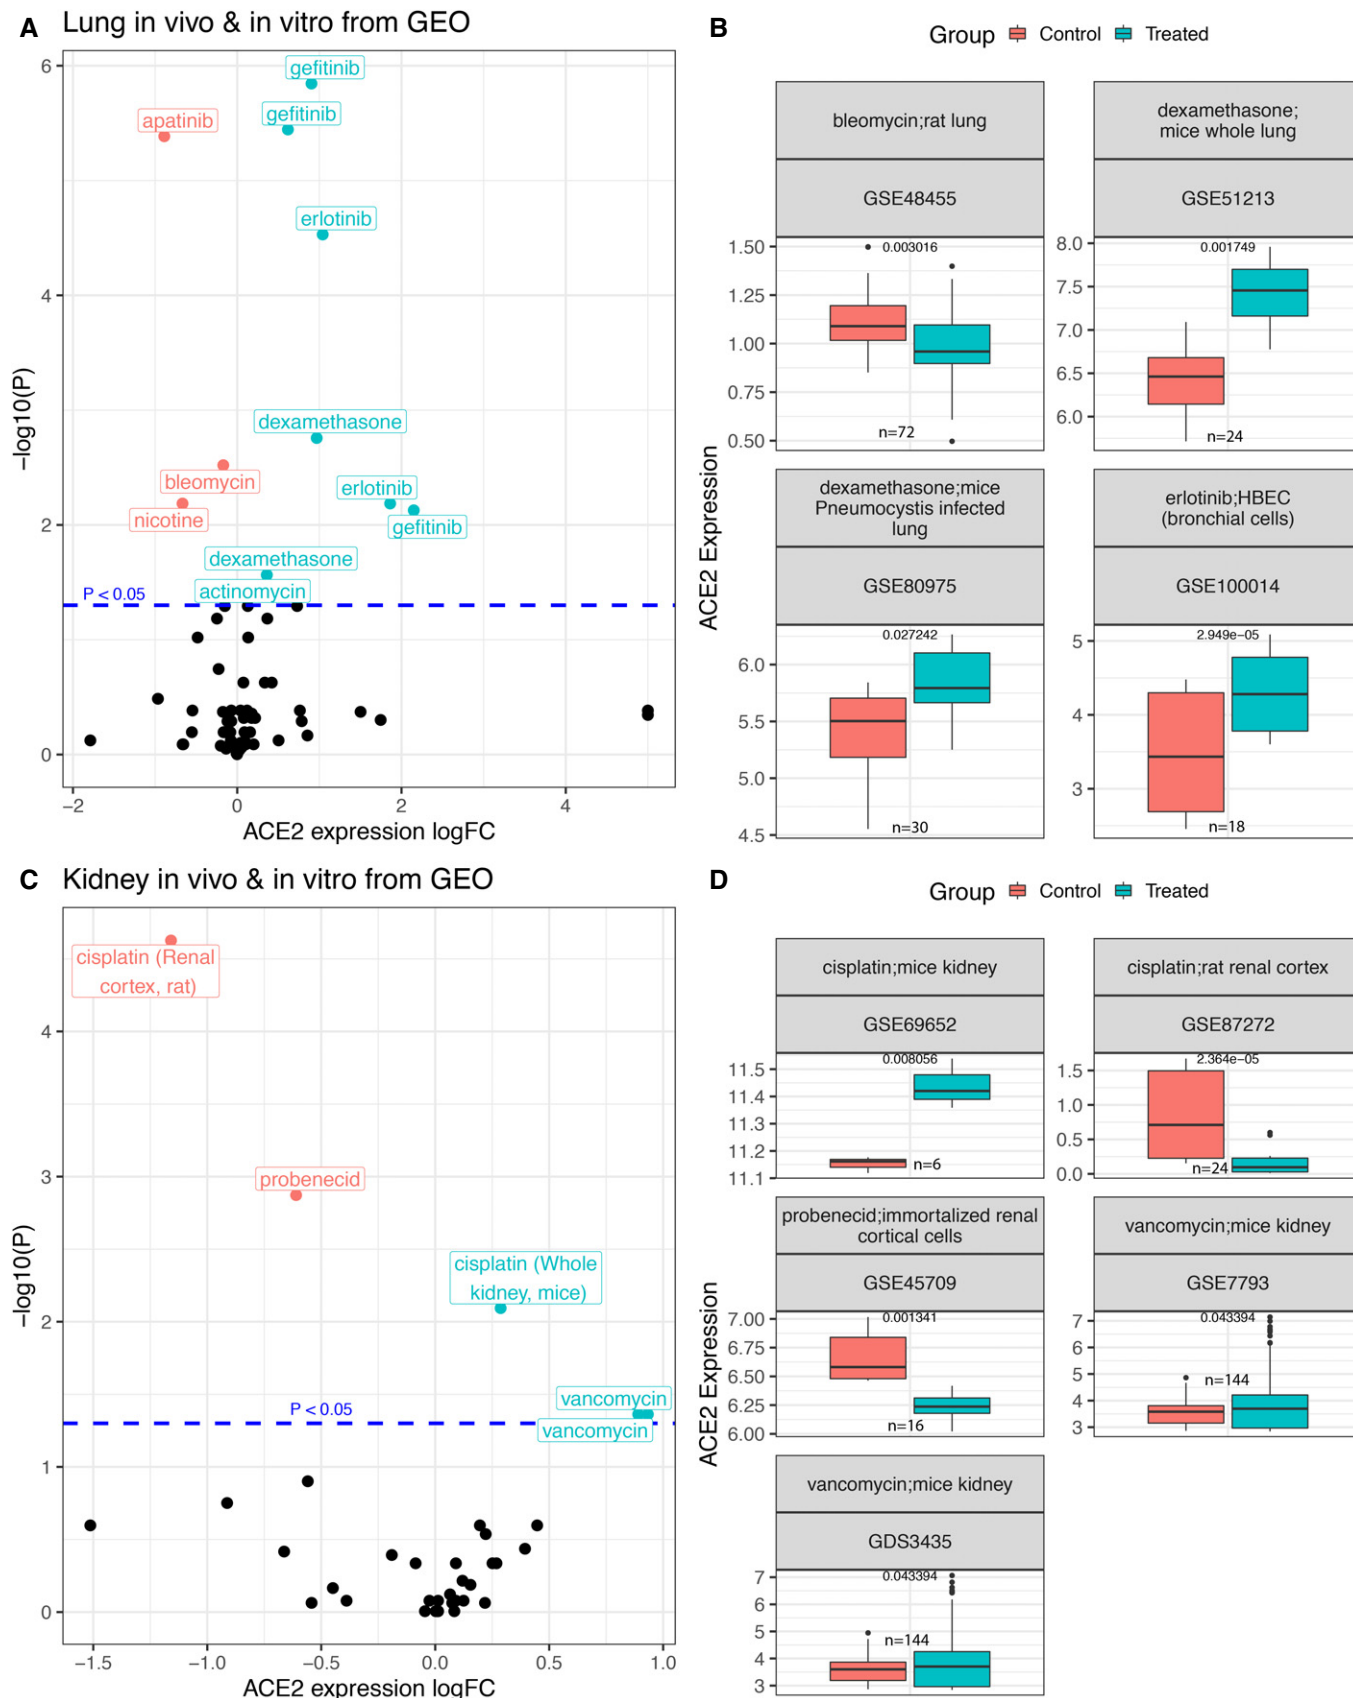 A Lung in vivo & in vitro from GEO
6
4
2
0
−log10(P)
gefitinib
gefitinib
apatinib
erlotinib
dexamethasone
bleomycin
erlotinib
nicotine
gefitinib
dexamethasone
actinomycin
P < 0.05
−2 0 2 4
ACE2 expression logFC
B
Group Control Treated
ACE2 Expression
bleomycin;rat lung
GSE48455
0.003016
1.50
1.25
1.00
0.75
0.50
n=72
dexamethasone;
mice whole lung
GSE51213
0.001749
8.0
7.5
7.0
6.5
6.0
n=24
dexamethasone;mice
Pneumocystis infected
lung
GSE80975
0.027242
6.0
5.5
5.0
4.5
n=30
erlotinib;HBEC
(bronchial cells)
GSE100014
2.949e−05
5
4
3
n=18
C Kidney in vivo & in vitro from GEO
4
3
2
1
0
−log10(P)
cisplatin (Renal
cortex, rat)
probenecid
cisplatin (Whole
kidney, mice)
vancomycin
P < 0.05
vancomycin
−1.5 −1.0 −0.5 0.0 0.5 1.0
ACE2 expression logFC
D
Group Control Treated
ACE2 Expression
cisplatin;mice kidney
GSE69652
0.008056
11.5
11.4
11.3
11.2
11.1
n=6
cisplatin;rat renal cortex
GSE87272
2.364e−05
1.5
1.0
0.5
0.0
n=24
probenecid;immortalized renal
cortical cells
GSE45709
0.001341
7.00
6.75
6.50
6.25
6.00
n=16
vancomycin;mice kidney
GSE7793
0.043394
7
6
5
4
3
n=144
vancomycin;mice kidney
GDS3435
0.043394
7
6
5
4
3
n=144